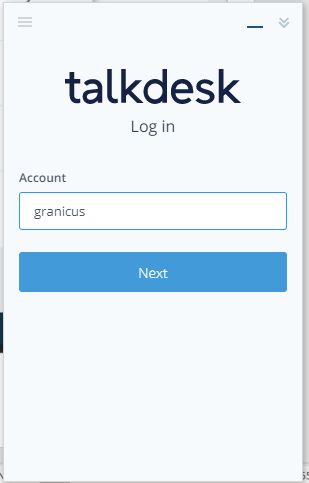 talkdesk
Log in
Account
granicus
Next